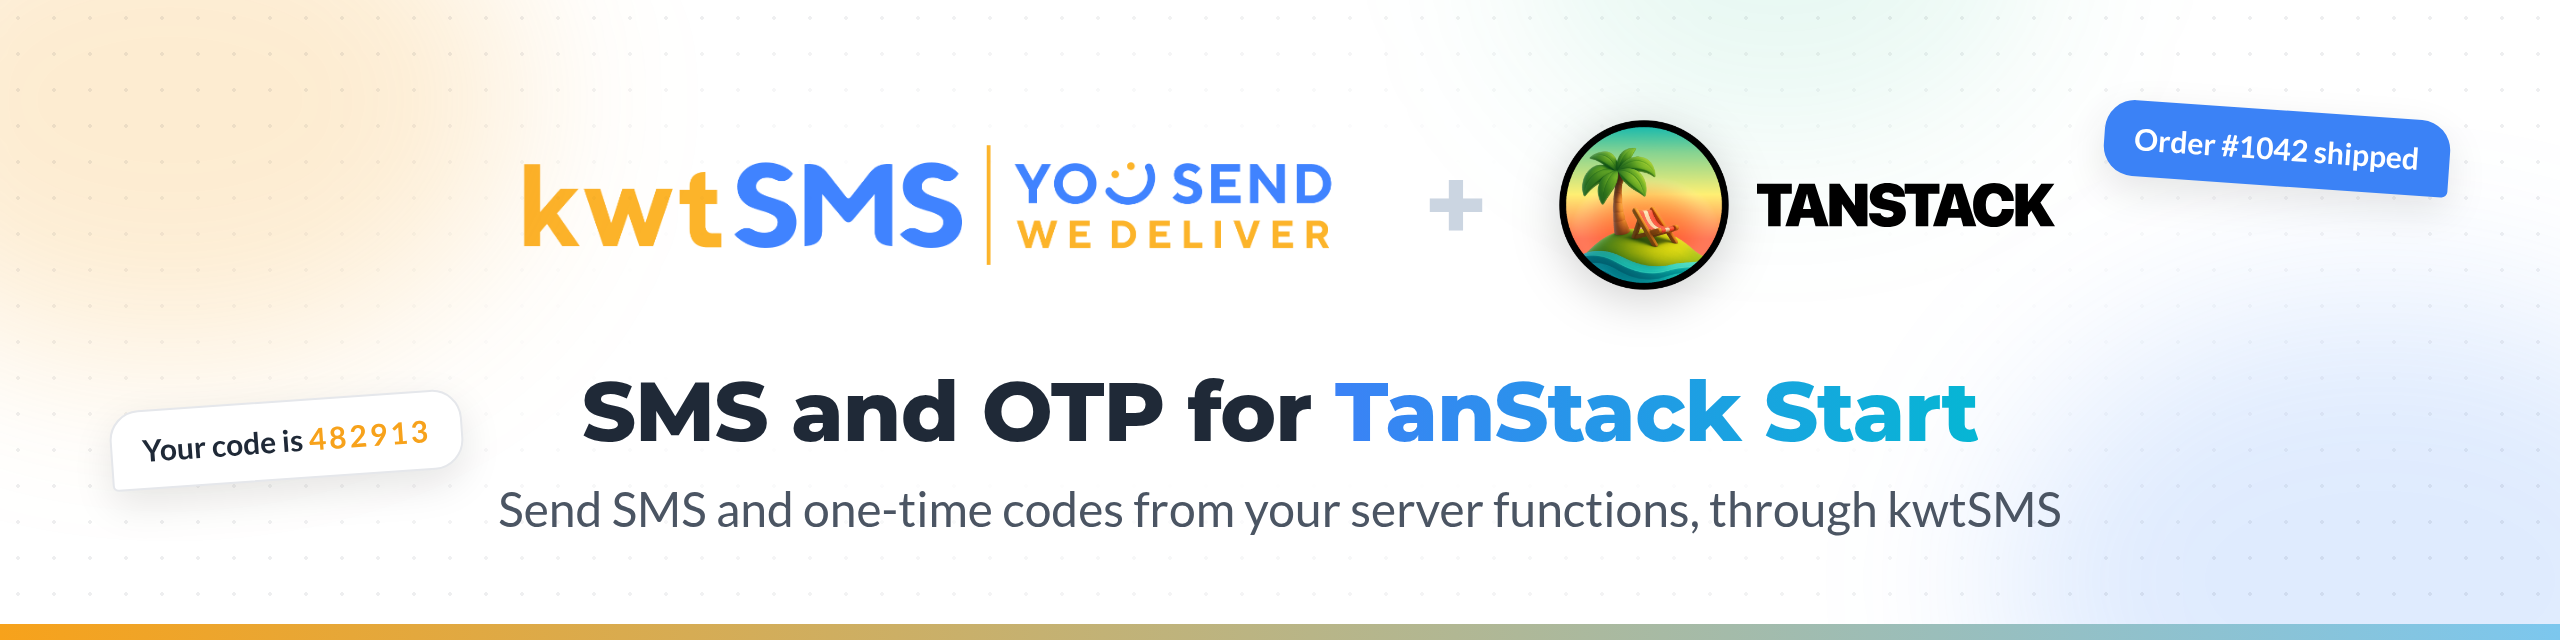 kwtSMS
YOU SEND
WE DELIVER
+
TANSTACK
Order #1042 shipped
SMS and OTP for TanStack Start
Your code is 482913
Send SMS and one-time codes from your server functions, through kwtSMS